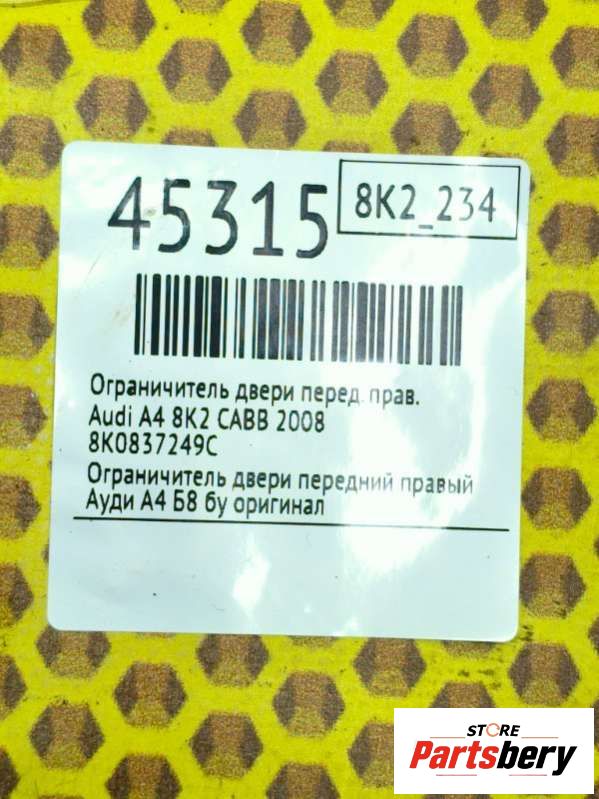 45315
8K2_234
Ограничитель двери перед. прав.
Audi A4 8K2 CABB 2008
8K0837249C
Ограничитель двери передний правый
Ауди А4 Б8 бу оригинал
STORE
Partsbery